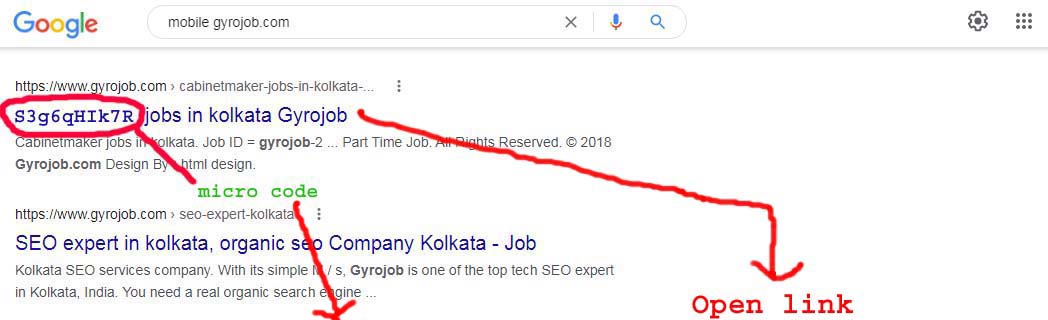 Google
mobile gyrojob.com
https://www.gyrojob.com › cabinetmaker-jobs-in-kolkata-...
S3g6qHIk7R jobs in kolkata Gyrojob
Cabinetmaker jobs in kolkata. Job ID = gyrojob-2 ... Part Time Job. All Rights Reserved. © 2018
Gyrojob.com Design By html design.
micro code
https://www.gyrojob.com › seo-expert-kolkata
SEO expert in kolkata, organic seo Company Kolkata - Job
Kolkata SEO services company. With its simple / s, Gyrojob is one of the top tech SEO expert
in Kolkata, India. You need a real organic search engine ...
Open link